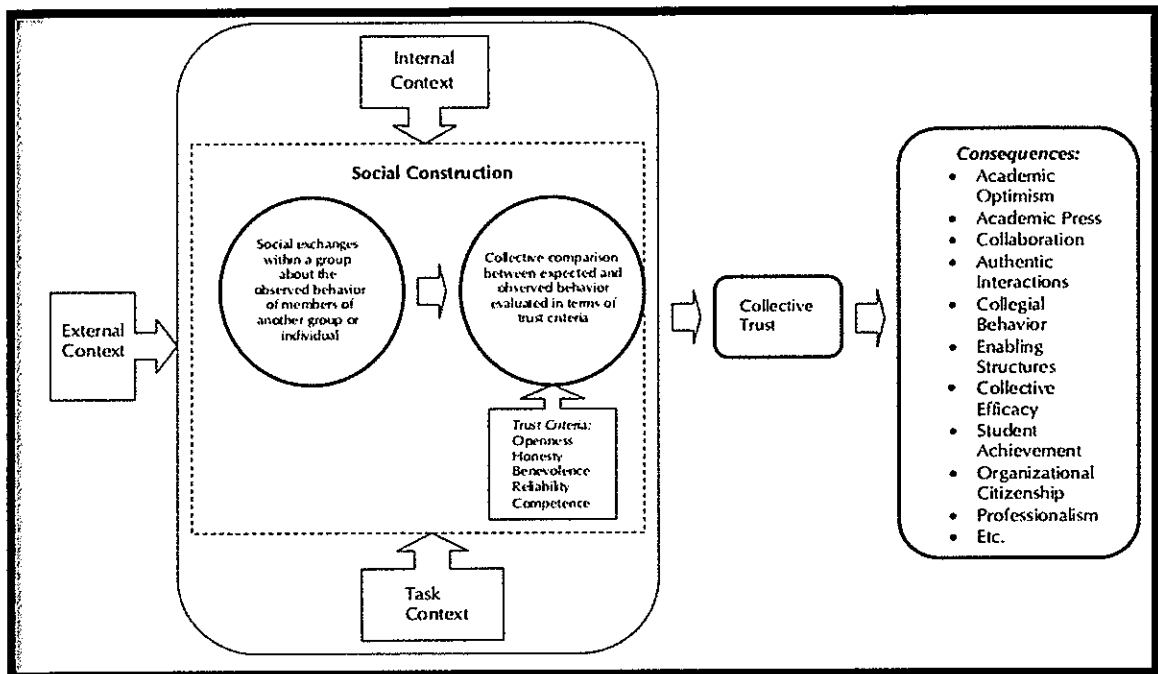 Internal
Context
Social Construction
Social exchanges
within a group
about the
observed behavior
of members of
another group or
individual
Collective comparison
between expected and
observed behavior
evaluated in terms of
trust criteria
External
Context
Trust Criteria:
Openness
Honesty
Benevolence
Reliability
Competence
Task
Context
Collective
Trust
Consequences:
• Academic
Optimism
• Academic Press
• Collaboration
• Authentic
Interactions
• Collegial
Behavior
• Enabling
Structures
• Collective
Efficacy
• Student
Achievement
• Organizational
Citizenship
• Professionalism
• Etc.